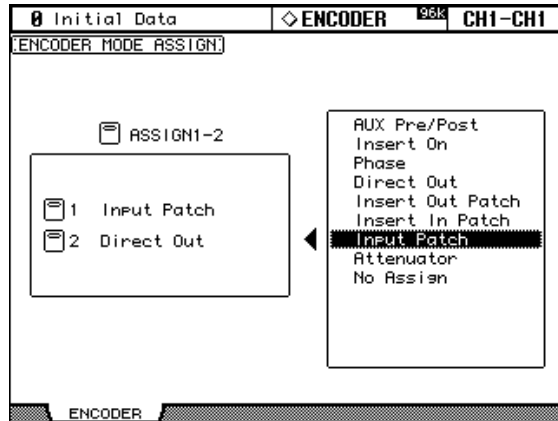 0 Initial Data ◇ENCODER 96K CH1-CH1
ENCODER MODE ASSIGN
ASSIGN1-2
1 Input Patch
2 Direct Out
AUX Pre/Post
Insert On
Phase
Direct Out
Insert Out Patch
Insert In Patch
Input Patch
Attenuator
No Assign
ENCODER